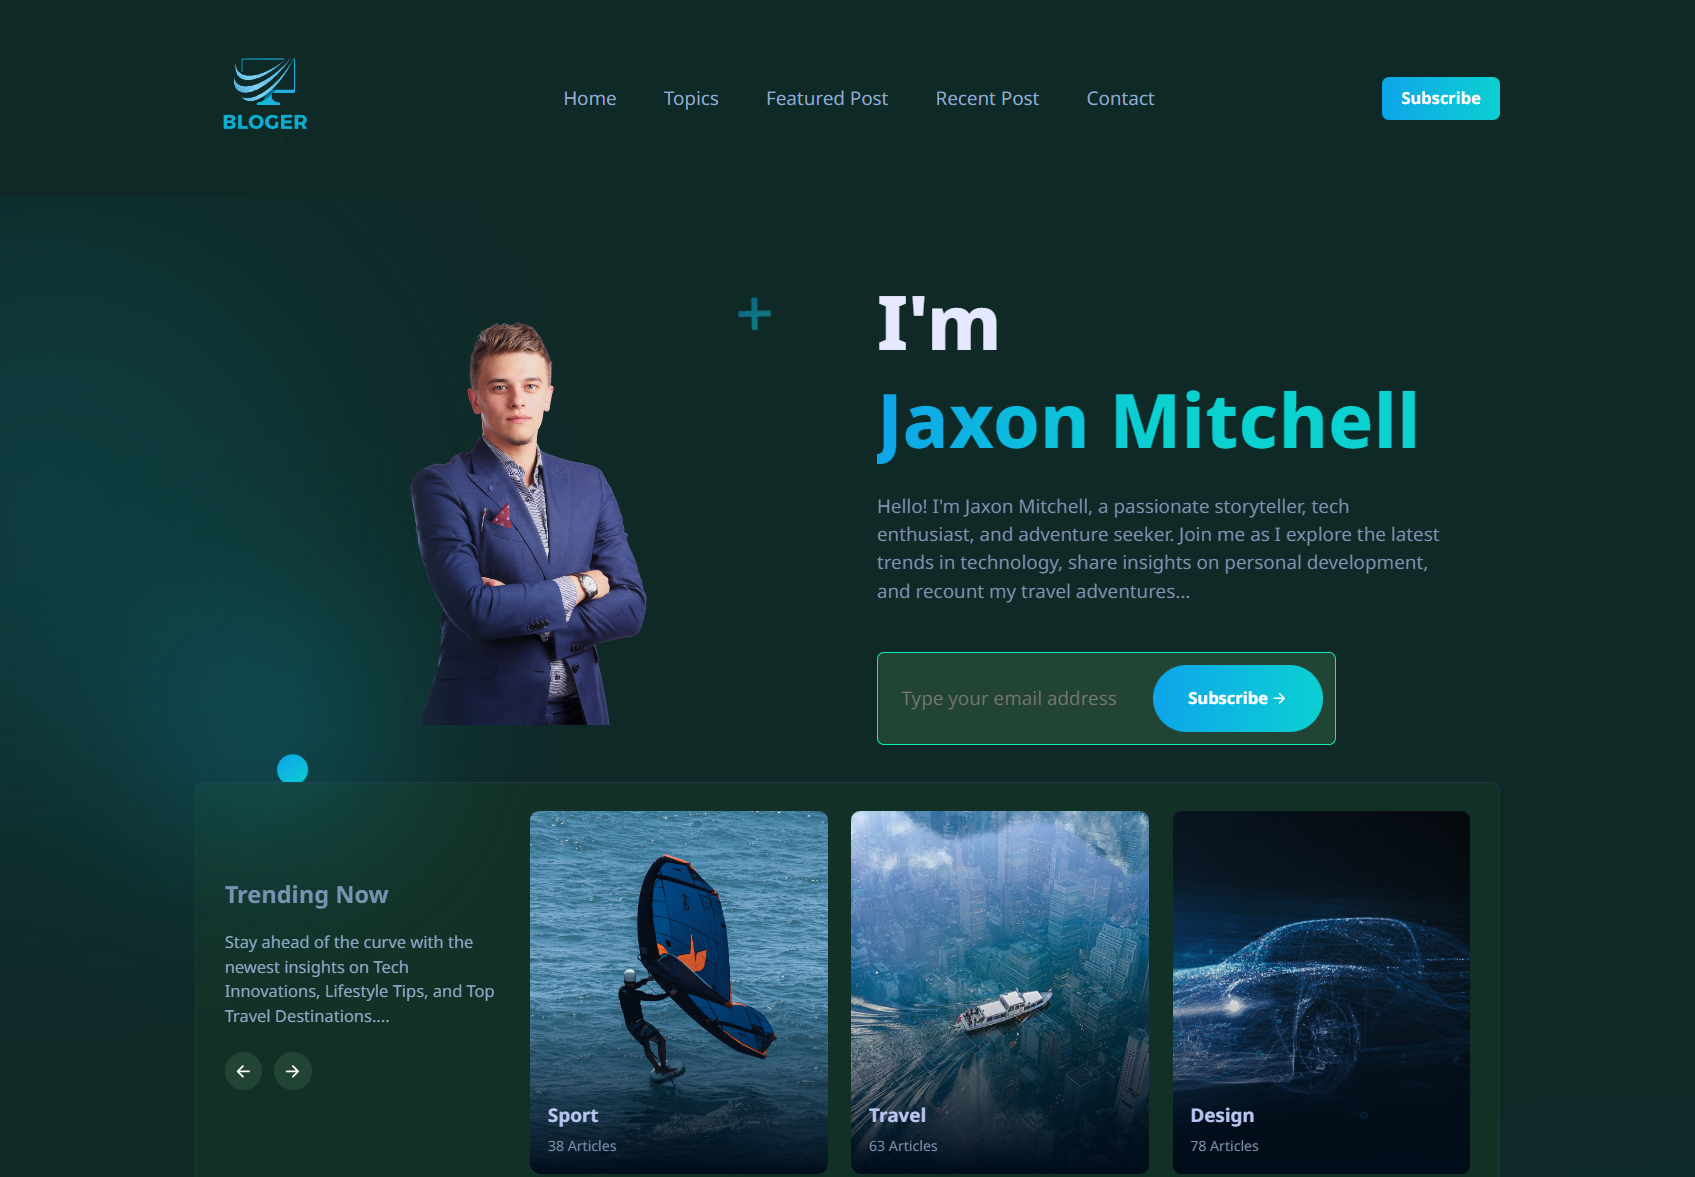 BLOGER
Home
Topics
Featured Post
Recent Post
Contact
Subscribe
I'm
Jaxon Mitchell
Hello! I'm Jaxon Mitchell, a passionate storyteller, tech
enthusiast, and adventure seeker. Join me as I explore the latest
trends in technology, share insights on personal development,
and recount my travel adventures...
Type your email address
Subscribe →
Trending Now
Stay ahead of the curve with the
newest insights on Tech
Innovations, Lifestyle Tips, and Top
Travel Destinations....
Sport
38 Articles
Travel
63 Articles
Design
78 Articles